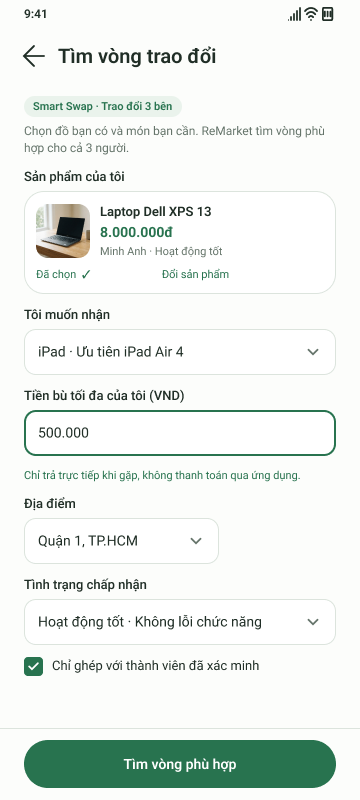 9:41
Tìm vòng trao đổi
Smart Swap · Trao đổi 3 bên
Chọn đồ bạn có và món bạn cần. ReMarket tìm vòng phù
hợp cho cả 3 người.
Sản phẩm của tôi
Laptop Dell XPS 13
8.000.000đ
Minh Anh · Hoạt động tốt
Đã chọn ✓
Đổi sản phẩm
Tôi muốn nhận
iPad · Ưu tiên iPad Air 4
Tiền bù tối đa của tôi (VND)
500.000
Chỉ trả trực tiếp khi gặp, không thanh toán qua ứng dụng.
Địa điểm
Quận 1, TP.HCM
Tình trạng chấp nhận
Hoạt động tốt · Không lỗi chức năng
Chỉ ghép với thành viên đã xác minh
Tìm vòng phù hợp